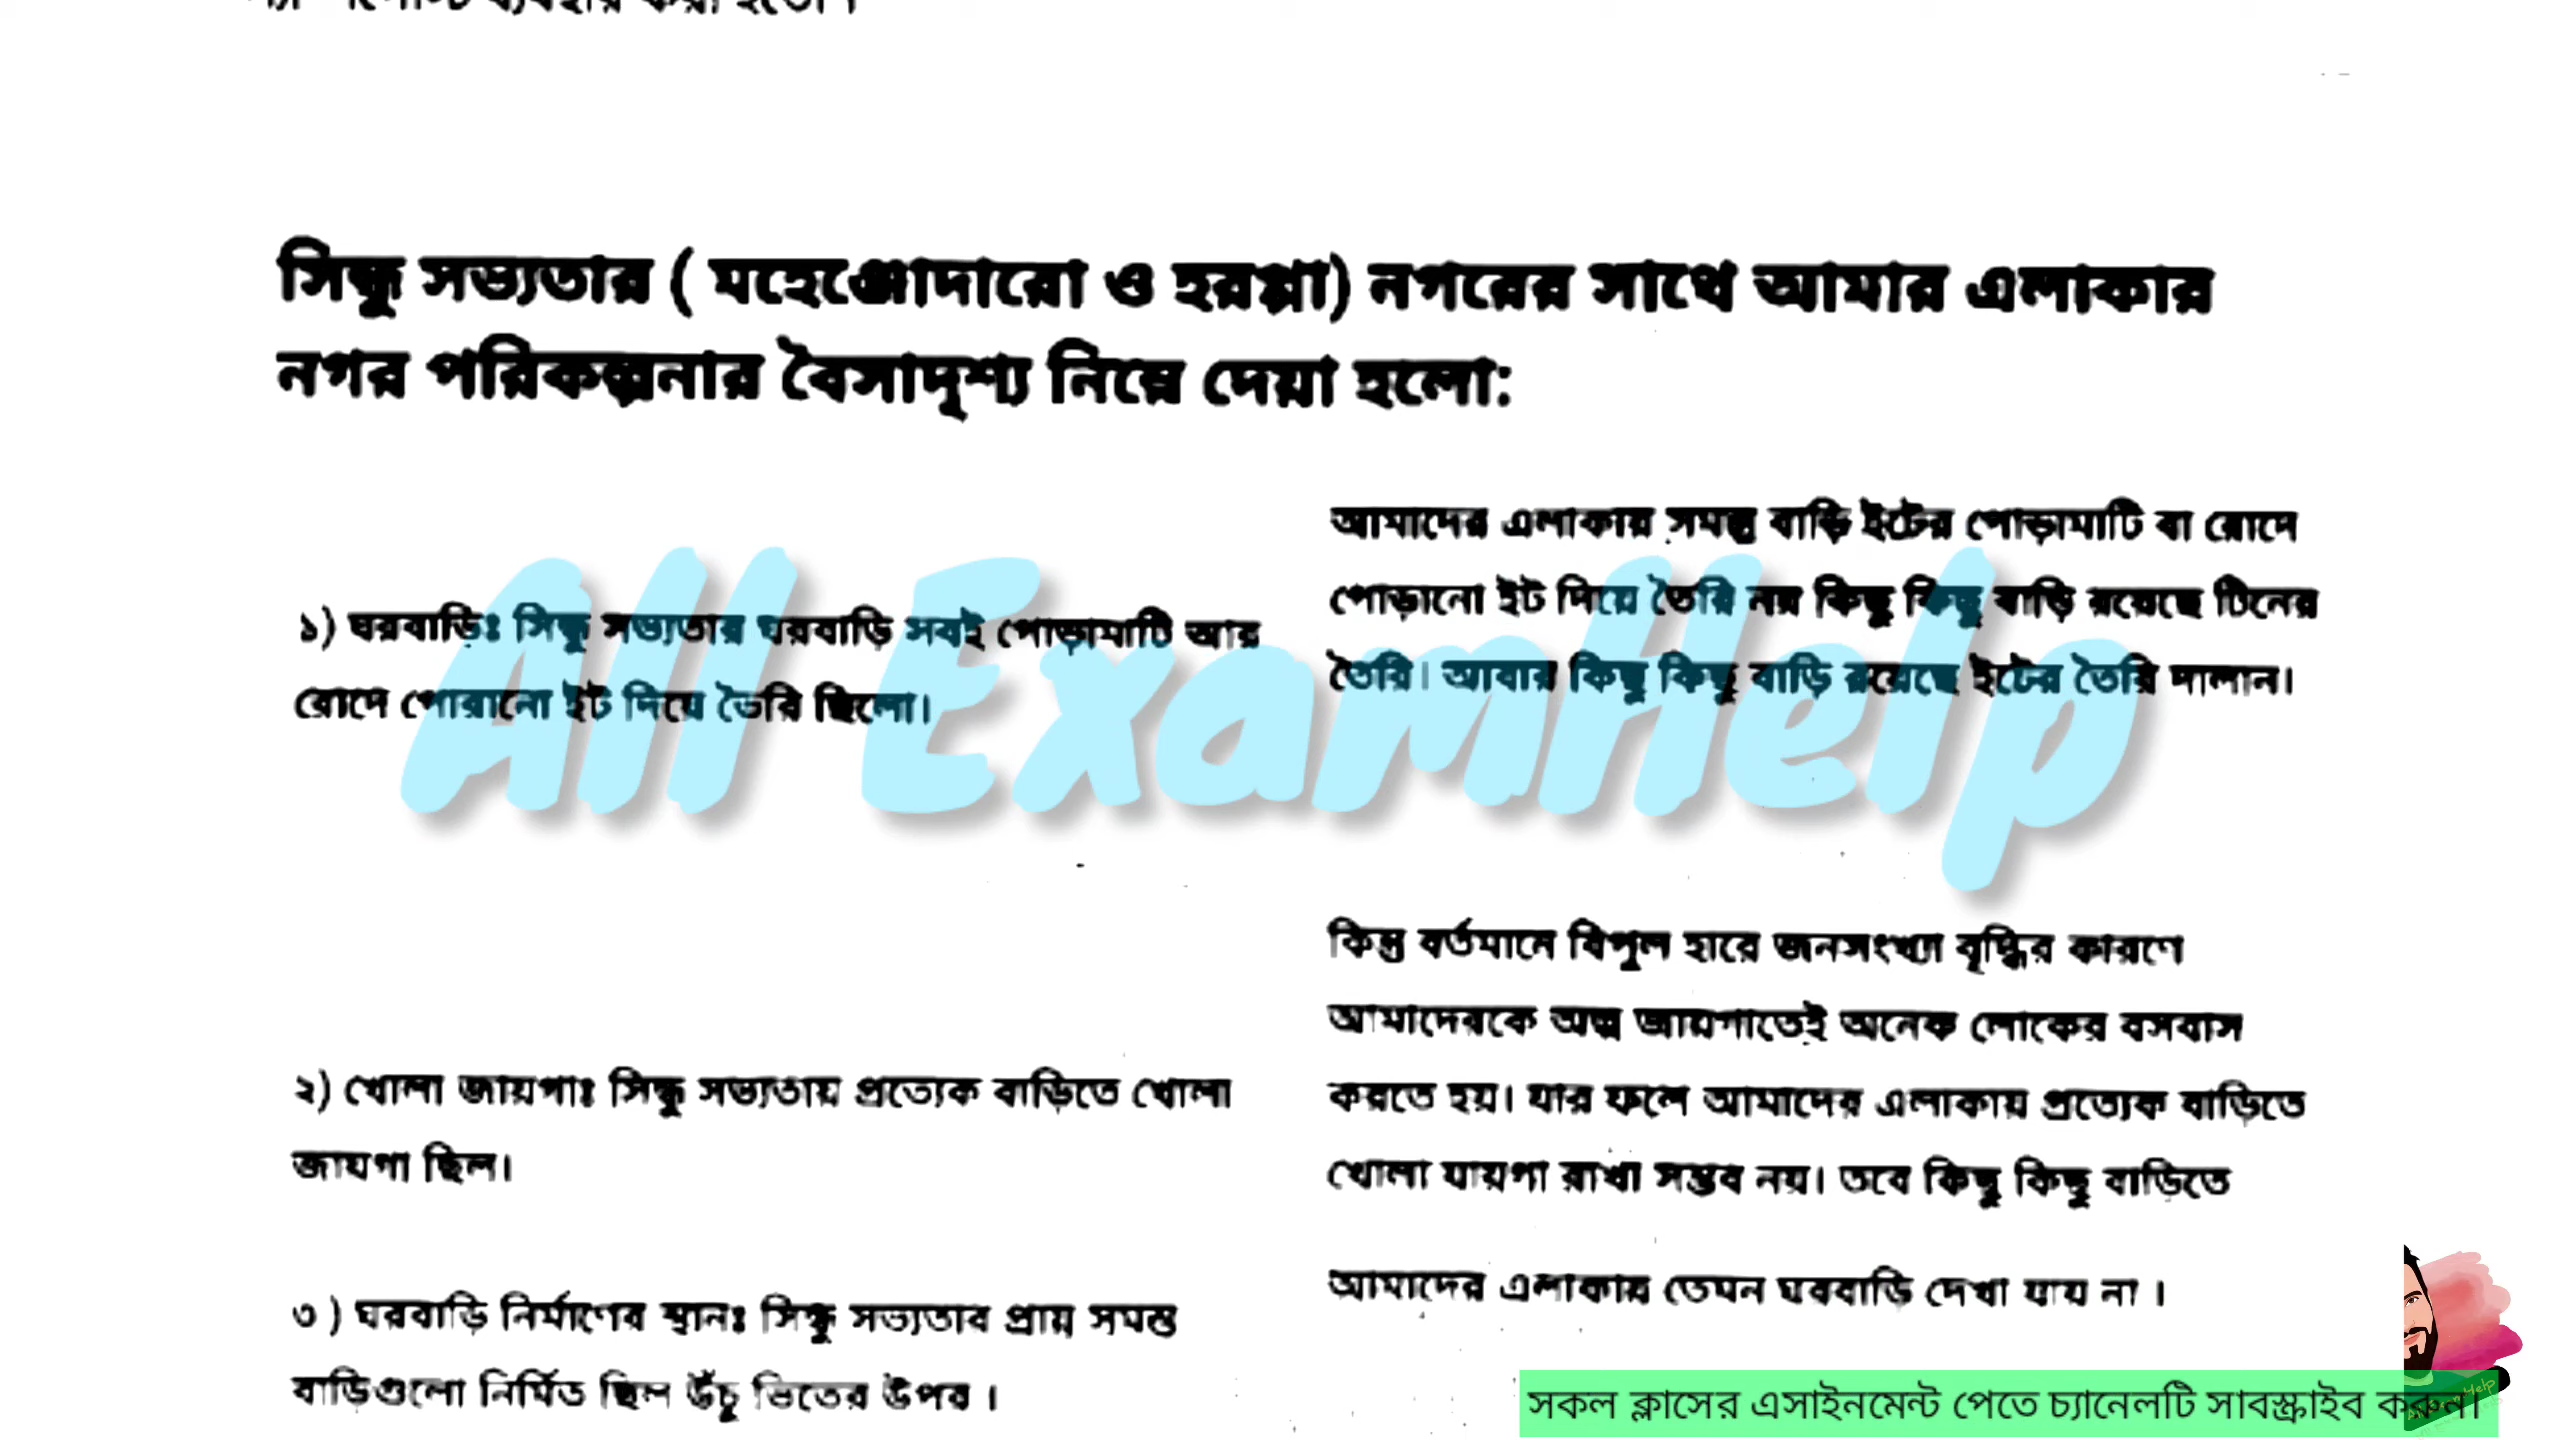 ব্যবহার করা হতো।
সিন্ধু সভ্যতার ( মহেঞ্জোদারো ও হরপ্পা) নগরের সাথে আমার এলাকার
নগর পরিকল্পনার বৈসাদৃশ্য নিম্নে দেয়া হলো:
১) ঘরবাড়িঃ সিন্ধু সভ্যতার ঘরবাড়ি সবই পোড়ামাটি আর
রোদে পোরানো ইট দিয়ে তৈরি ছিলো।
আমাদের এলাকায় সমস্ত বাড়ি ইটের পোড়ামাটি বা রোদে
পোড়ানো ইট দিয়ে তৈরি নয় কিছু কিছু বাড়ি রয়েছে টিনের
তৈরি। আবার কিছু কিছু বাড়ি রয়েছে ইটের তৈরি দালান।
All ExamHelp
২) খোলা জায়গাঃ সিন্ধু সভ্যতায় প্রত্যেক বাড়িতে খোলা
জায়গা ছিল।
কিন্তু বর্তমানে বিপুল হারে জনসংখ্যা বৃদ্ধির কারণে
আমাদেরকে অল্প জায়গাতেই অনেক লোকের বসবাস
করতে হয়। যার ফলে আমাদের এলাকায় প্রত্যেক বাড়িতে
খোলা যায়গা রাখা সম্ভব নয়। তবে কিছু কিছু বাড়িতে
৩ ) ঘরবাড়ি নির্মাণের স্থানঃ সিন্ধু সভ্যতার প্রায় সমস্ত
বাড়িগুলো নির্মিত ছিল উঁচু ভিতের উপর ।
আমাদের এলাকায় তেমন ঘরবাড়ি দেখা যায় না ।
সকল ক্লাসের এসাইনমেন্ট পেতে চ্যানেলটি সাবস্ক্রাইব করুন।